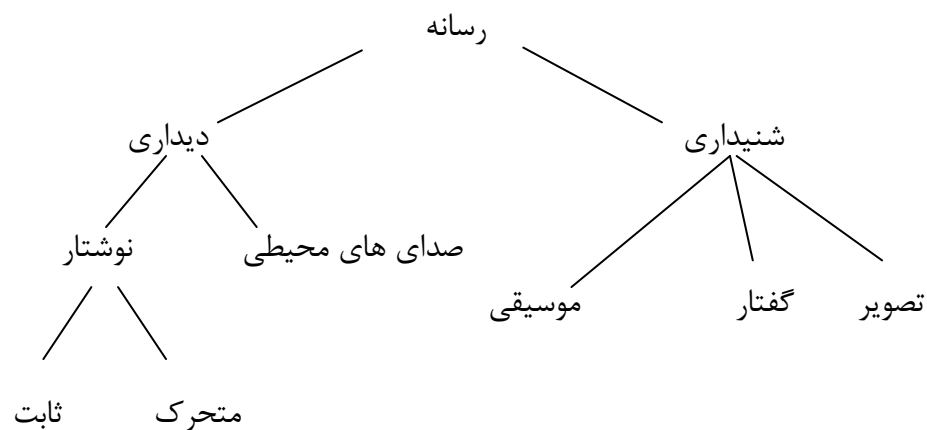 رسانه
شنیداری
دیداری
نوشتار
صدای های محیطی
تصویر
گفتار
موسیقی
متحرک
ثابت